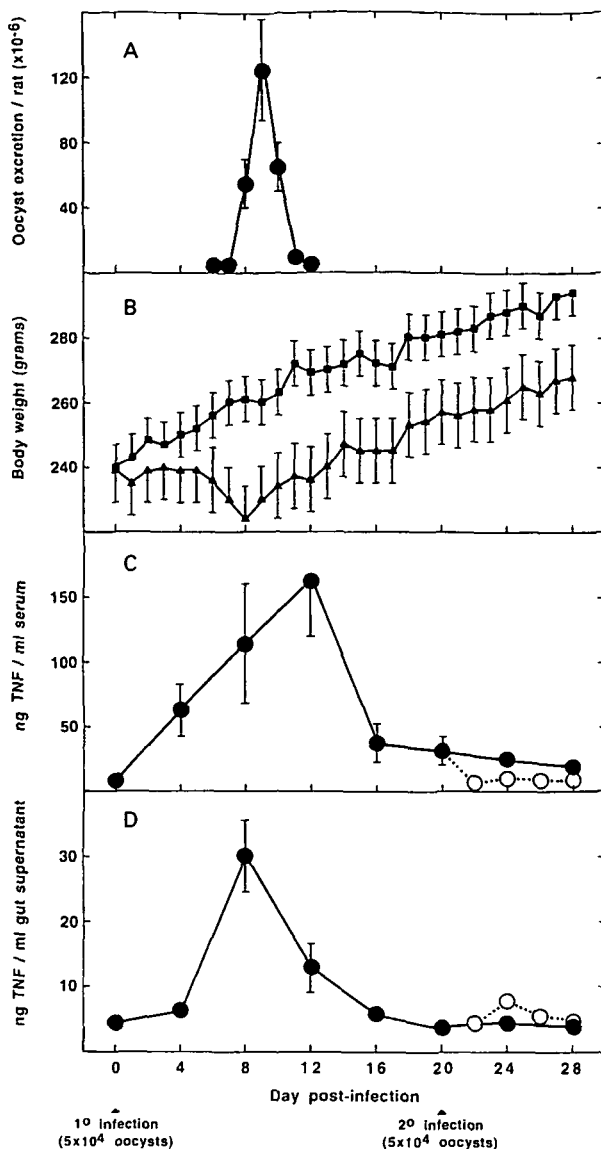 A
Oocyst excretion / rat (x10-6)
120
80
40
B
Body weight (grams)
280
260
240
C
ng TNF / ml serum
150
100
50
D
ng TNF / ml gut supernatant
30
20
10
0 4 8 12 16 20 24 28
Day post-infection
1º infection
(5x10⁴ oocysts)
2º infection
(5x10⁴ oocysts)